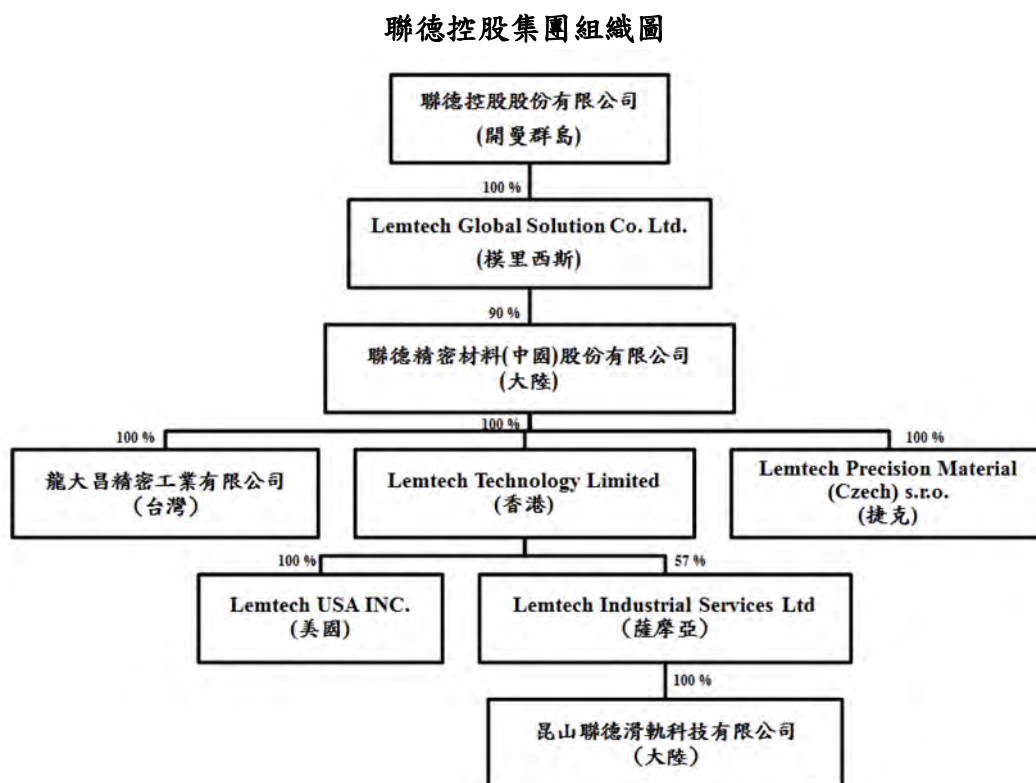 聯德控股集團組織圖
聯德控股股份有限公司
(開曼群島)
100 %
Lemtech Global Solution Co. Ltd.
(模里西斯)
90 %
聯德精密材料(中國)股份有限公司
(大陸)
100 %
100 %
100 %
龍大昌精密工業有限公司
（台灣）
Lemtech Technology Limited
(香港)
Lemtech Precision Material
(Czech) s.r.o.
(捷克)
100 %
57 %
Lemtech USA INC.
(美國)
Lemtech Industrial Services Ltd
（薩摩亞）
100 %
昆山聯德滑軌科技有限公司
（大陸）